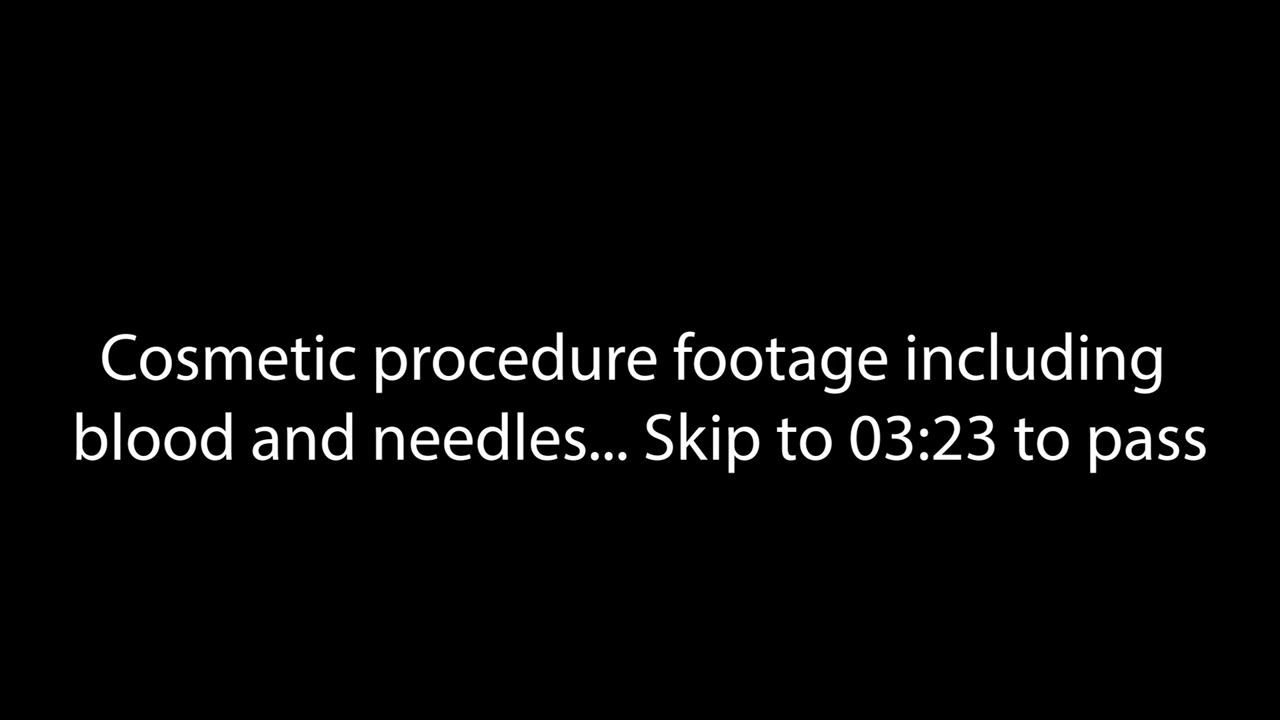 Cosmetic procedure footage including
blood and needles... Skip to 03:23 to pass